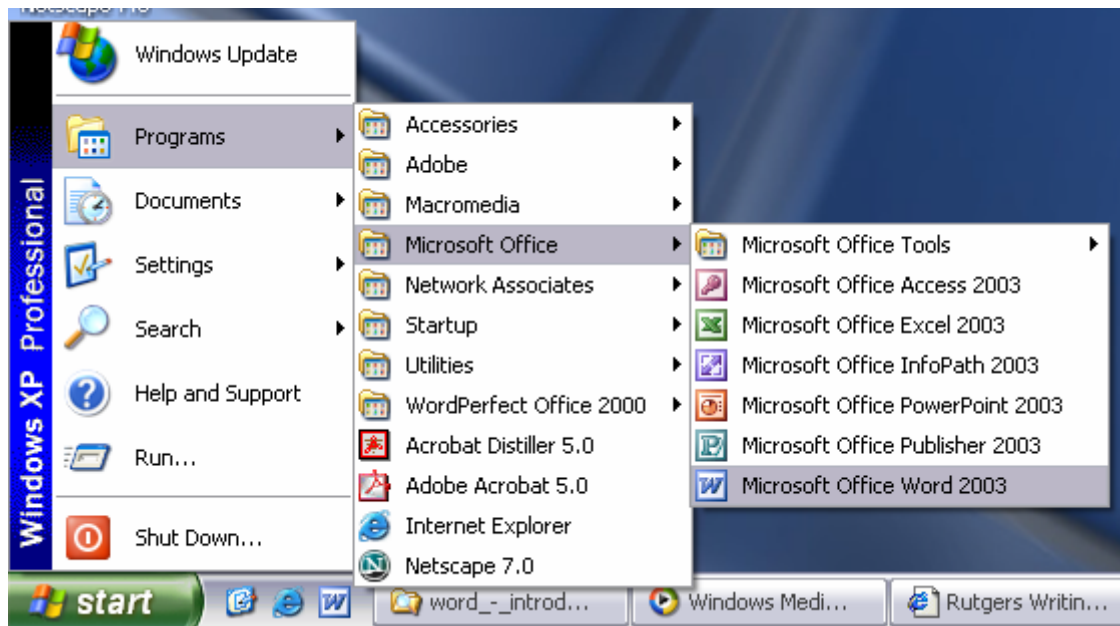 Netscape 7.0
Windows Update
Programs
Documents
Settings
Search
Help and Support
Run...
Shut Down...
Windows XP Professional
Accessories
Adobe
Macromedia
Microsoft Office
Network Associates
Startup
Utilities
WordPerfect Office 2000
Acrobat Distiller 5.0
Adobe Acrobat 5.0
Internet Explorer
Netscape 7.0
Microsoft Office Tools
Microsoft Office Access 2003
Microsoft Office Excel 2003
Microsoft Office InfoPath 2003
Microsoft Office PowerPoint 2003
Microsoft Office Publisher 2003
Microsoft Office Word 2003
start
word_-_introd...
Windows Medi...
Rutgers Writin...